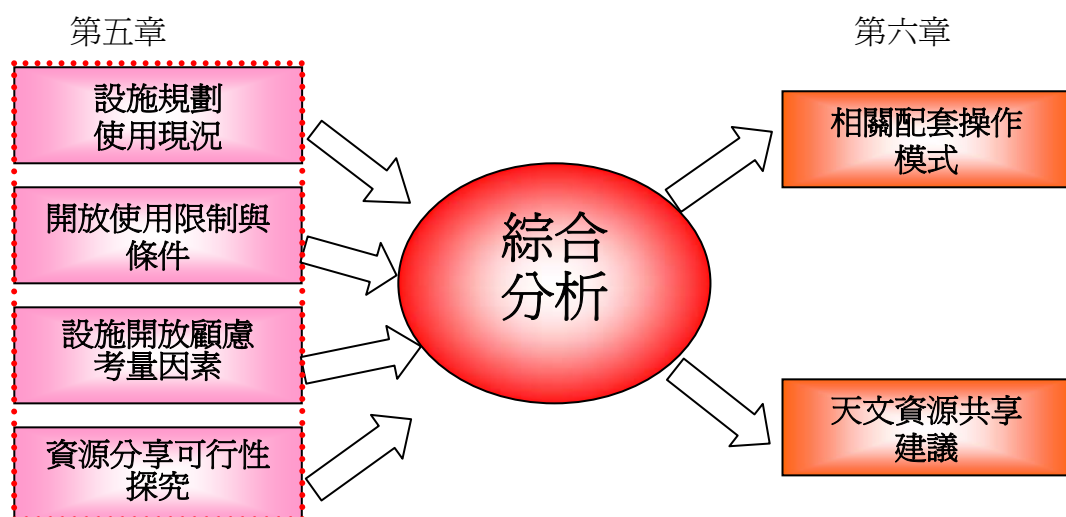 第五章
第六章
設施規劃
使用現況
開放使用限制與
條件
設施開放顧慮
考量因素
資源分享可行性
探究
綜合
分析
相關配套操作
模式
天文資源共享
建議